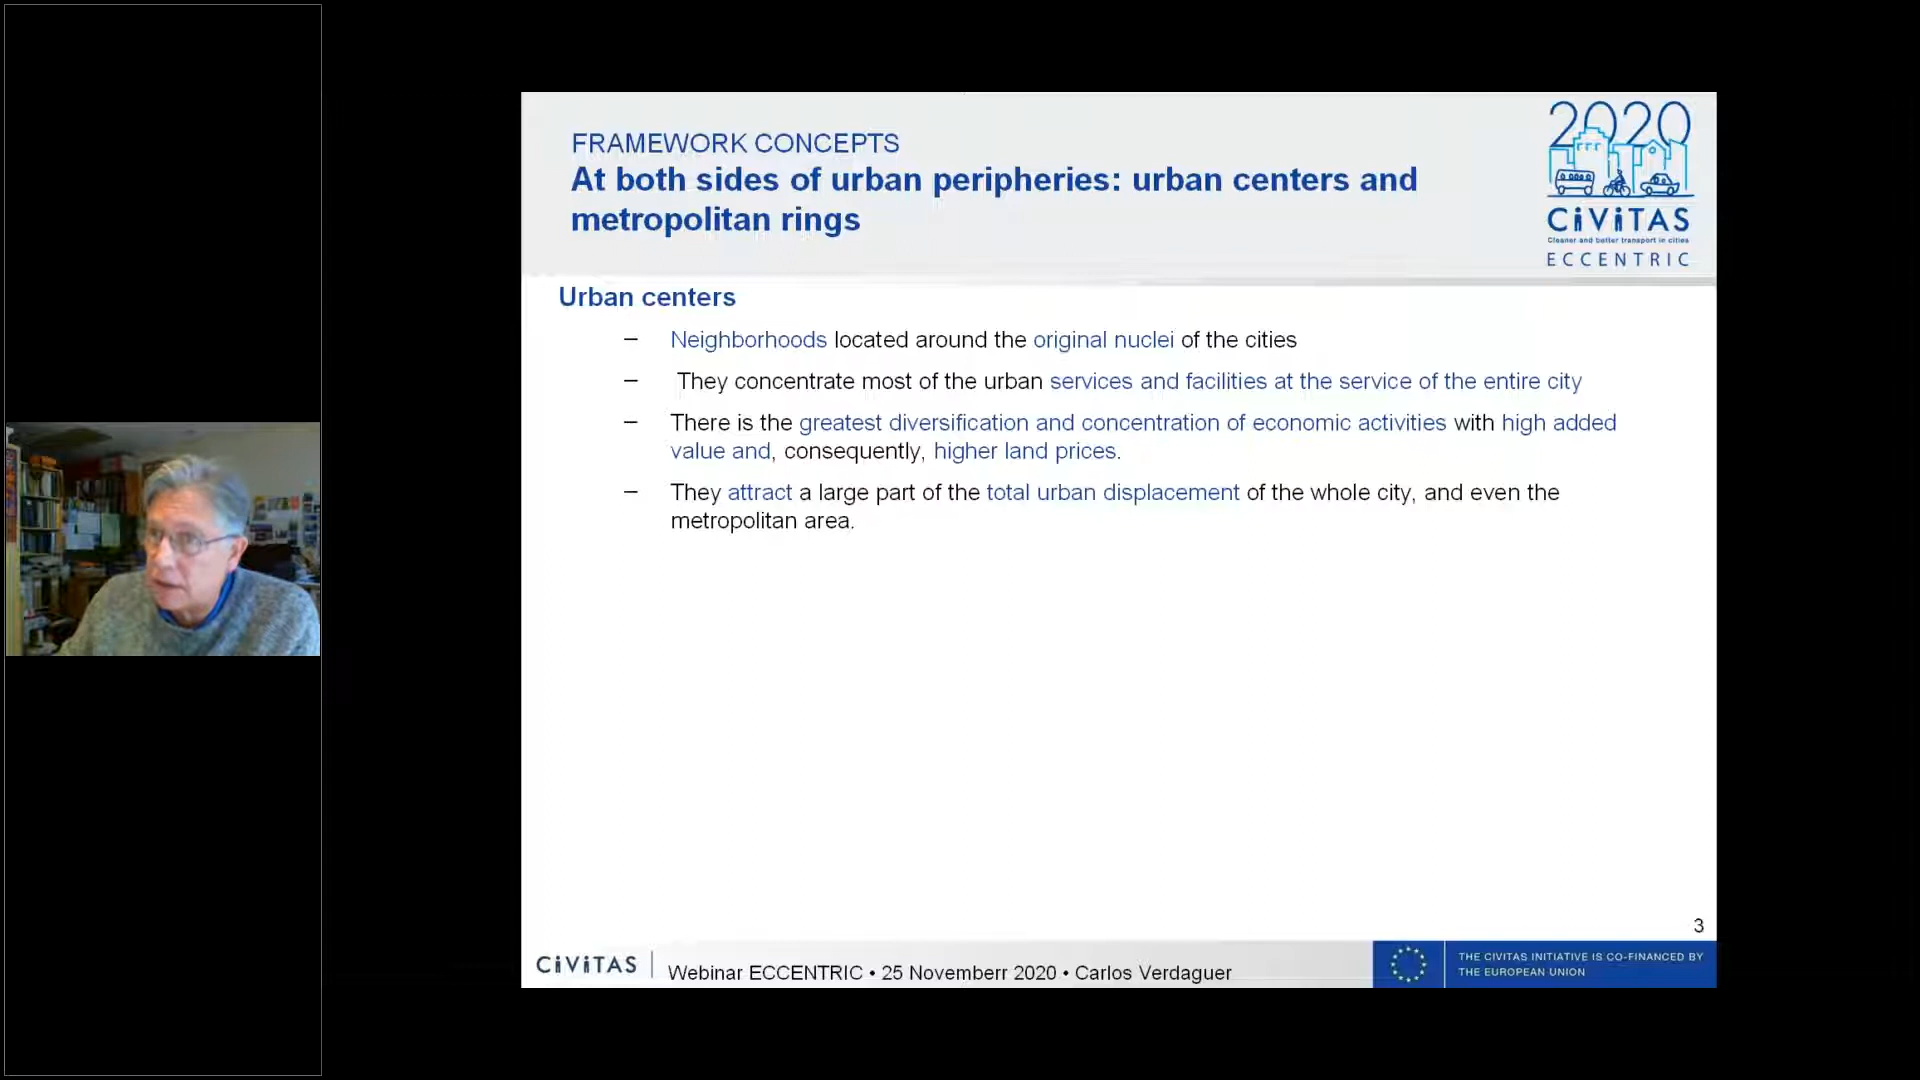 FRAMEWORK CONCEPTS
At both sides of urban peripheries: urban centers and
metropolitan rings
2020
CiViTAS
Cleaner and better transport in cities
ECCENTRIC
Urban centers
– Neighborhoods located around the original nuclei of the cities
– They concentrate most of the urban services and facilities at the service of the entire city
– There is the greatest diversification and concentration of economic activities with high added
value and, consequently, higher land prices.
– They attract a large part of the total urban displacement of the whole city, and even the
metropolitan area.
3
CiViTAS
Webinar ECCENTRIC • 25 Novemberr 2020 • Carlos Verdaguer
THE CIVITAS INITIATIVE IS CO-FINANCED BY
THE EUROPEAN UNION